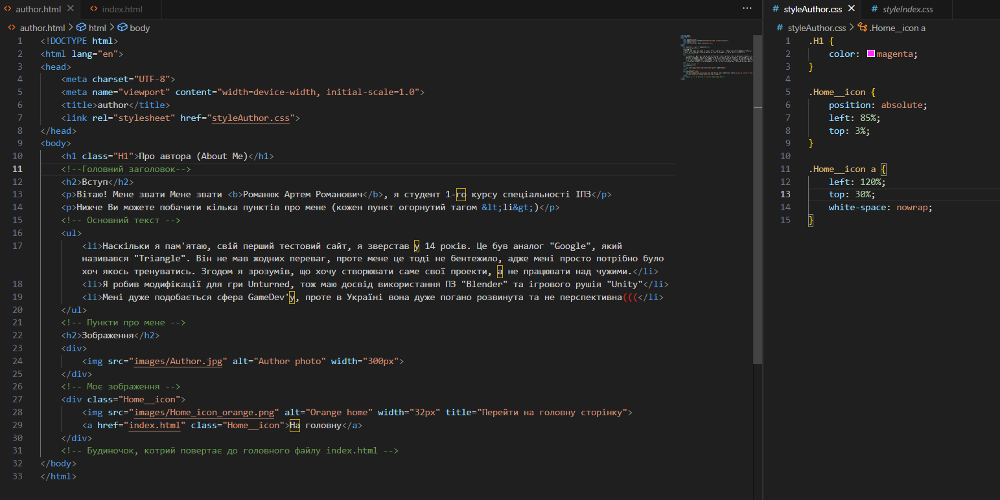 author.html
index.html
author.html > html > body
1 <!DOCTYPE html>
2 <html lang="en">
3 <head>
4 <meta charset="UTF-8">
5 <meta name="viewport" content="width=device-width, initial-scale=1.0">
6 <title>author</title>
7 <link rel="stylesheet" href="styleAuthor.css">
8 </head>
9 <body>
10 <h1 class="H1">Про автора (About Me)</h1>
11 <!--Головний заголовок-->
12 <h2>Вступ</h2>
13 <p>Вітаю! Мене звати Мене звати <b>Романюк Артем Романович</b>, я студент 1-го курсу спеціальності ІПЗ</p>
14 <p>Нижче Ви можете побачити кілька пунктів про мене (кожен пункт огорнутий тагом &lt;li&gt;)</p>
15 <!-- Основний текст -->
16 <ul>
17 <li>Наскільки я пам'ятаю, свій перший тестовий сайт, я зверстав у 14 років. Це був аналог "Google", який
називався "Triangle". Він не мав жодних переваг, проте мене це тоді не бентежило, адже мені просто потрібно було
хоч якось тренуватись. Згодом я зрозумів, що хочу створювати саме свої проекти, а не працювати над чужими.</li>
18 <li>Я робив модифікації для гри Unturned, тож маю досвід використання ПЗ "Blender" та ігрового рушія "Unity"</li>
19 <li>Мені дуже подобається сфера GameDev'у, проте в Україні вона дуже погано розвинута та не перспективна(((</li>
20 </ul>
21 <!-- Пункти про мене -->
22 <h2>Зображення</h2>
23 <div>
24 <img src="images/Author.jpg" alt="Author photo" width="300px">
25 </div>
26 <!-- Моє зображення -->
27 <div class="Home__icon">
28 <img src="images/Home_icon_orange.png" alt="Orange home" width="32px" title="Перейти на головну сторінку">
29 <a href="index.html" class="Home__icon">На головну</a>
30 </div>
31 <!-- Будиночок, котрий повертає до головного файлу index.html -->
32 </body>
33 </html>
# styleAuthor.css
# styleIndex.css
# styleAuthor.css > .Home__icon a
1 .H1 {
2 color: magenta;
3 }
4
5 .Home__icon {
6 position: absolute;
7 left: 85%;
8 top: 3%;
9 }
10
11 .Home__icon a {
12 left: 120%;
13 top: 30%;
14 white-space: nowrap;
15 }